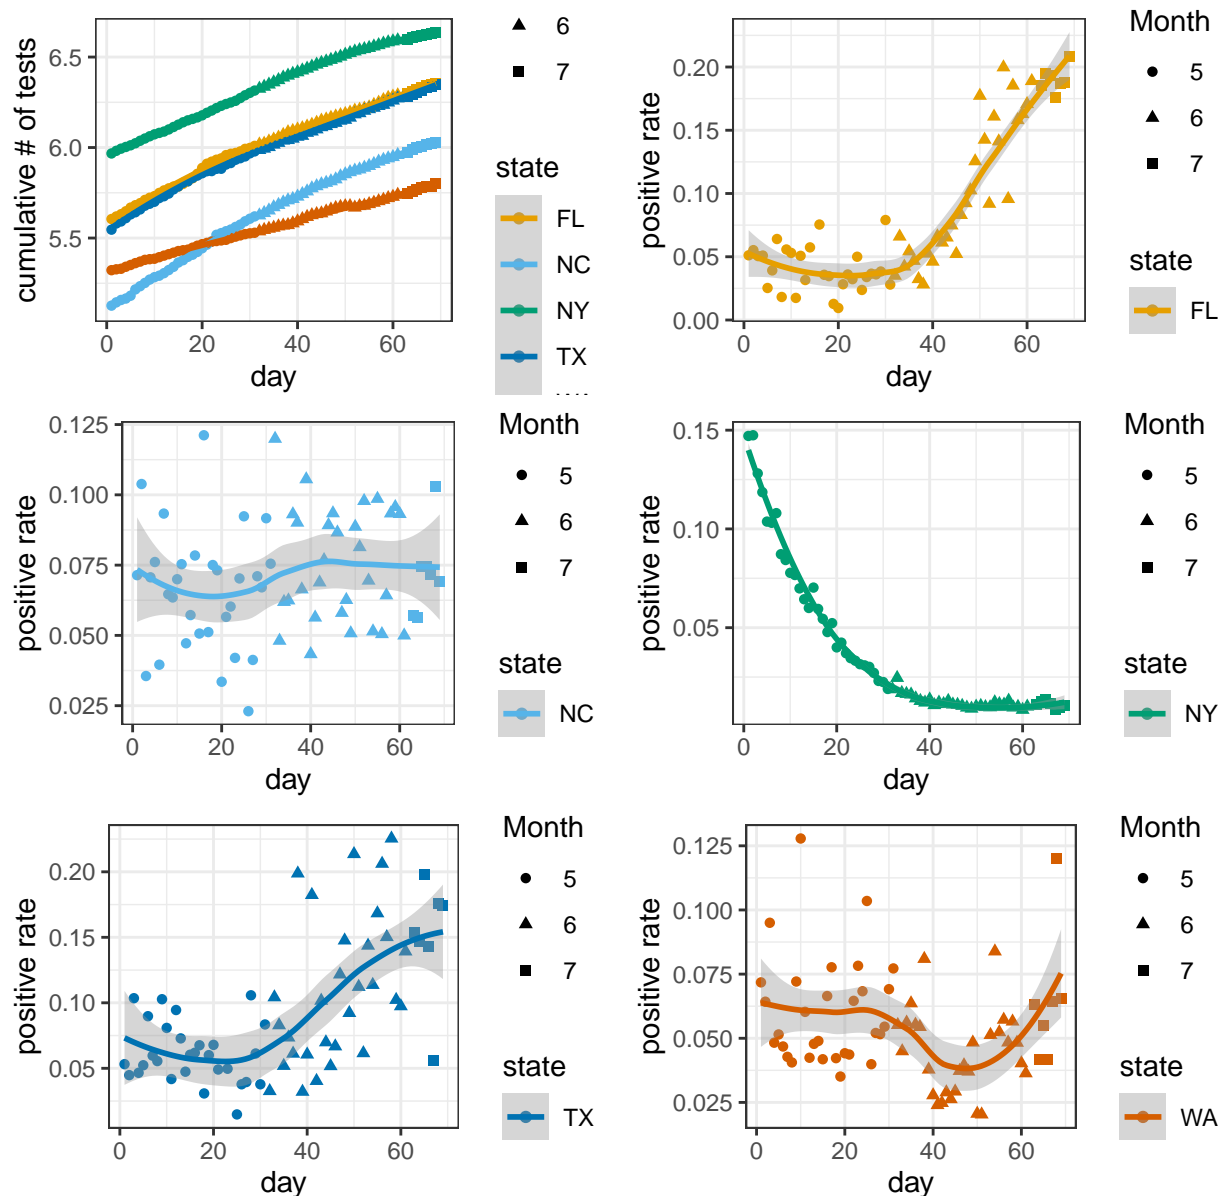 cumulative # of tests
6.5
6.0
5.5
0
20
40
60
day
6
7
state
FL
NC
NY
TX
positive rate
0.20
0.15
0.10
0.05
0.00
0
20
40
60
day
Month
5
6
7
state
FL
positive rate
0.125
0.100
0.075
0.050
0.025
0
20
40
60
day
Month
5
6
7
state
NC
positive rate
0.15
0.10
0.05
0
20
40
60
day
Month
5
6
7
state
NY
positive rate
0.20
0.15
0.10
0.05
0
20
40
60
day
Month
5
6
7
state
TX
positive rate
0.125
0.100
0.075
0.050
0.025
0
20
40
60
day
Month
5
6
7
state
WA